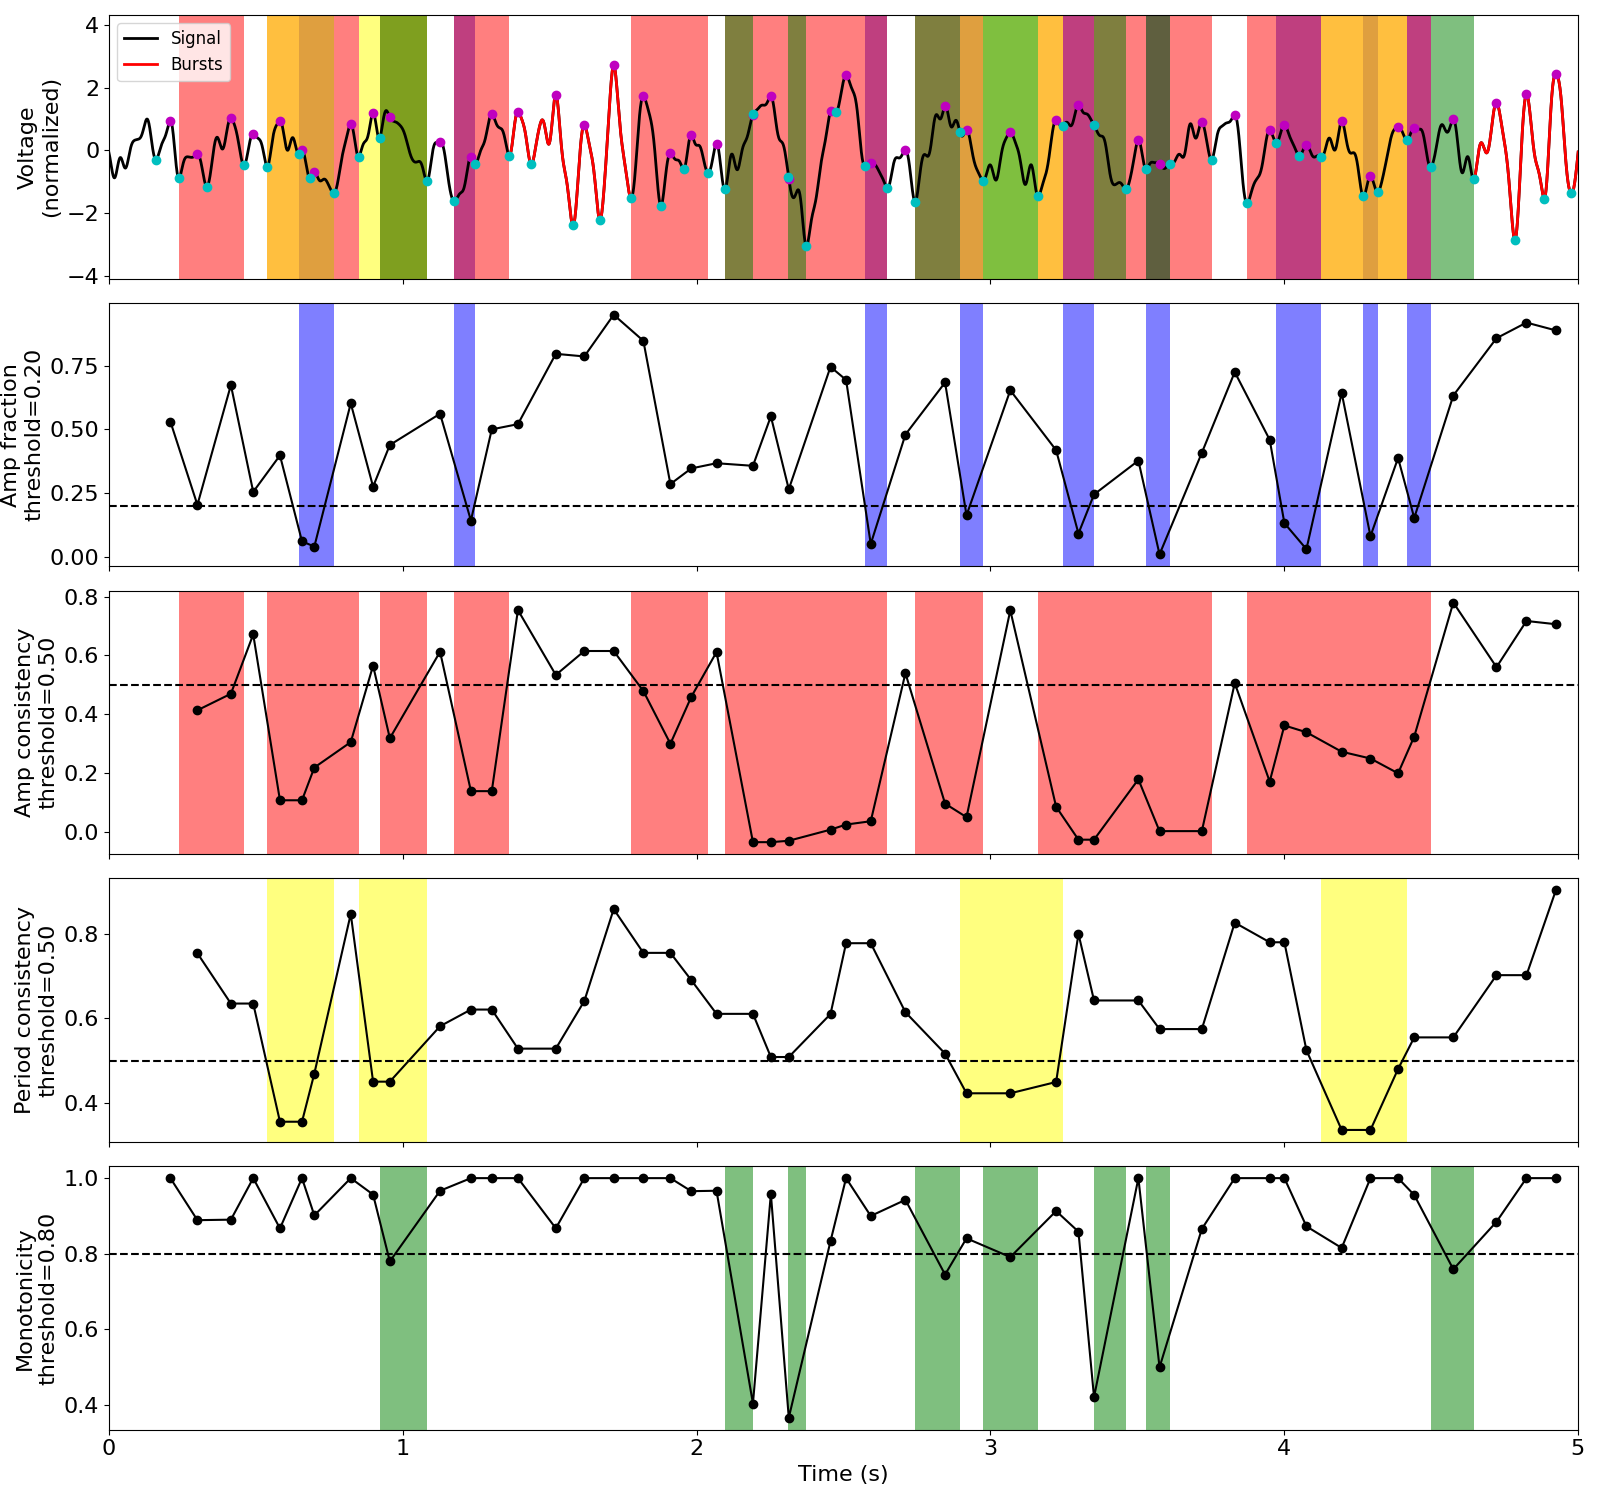 4
2
0
−2
−4
Voltage
(normalized)
Signal
Bursts
0.75
0.50
0.25
0.00
Amp fraction
threshold=0.20
0.8
0.6
0.4
0.2
0.0
Amp consistency
threshold=0.50
0.8
0.6
0.4
Period consistency
threshold=0.50
1.0
0.8
0.6
0.4
Monotonicity
threshold=0.80
0
1
2
3
4
5
Time (s)